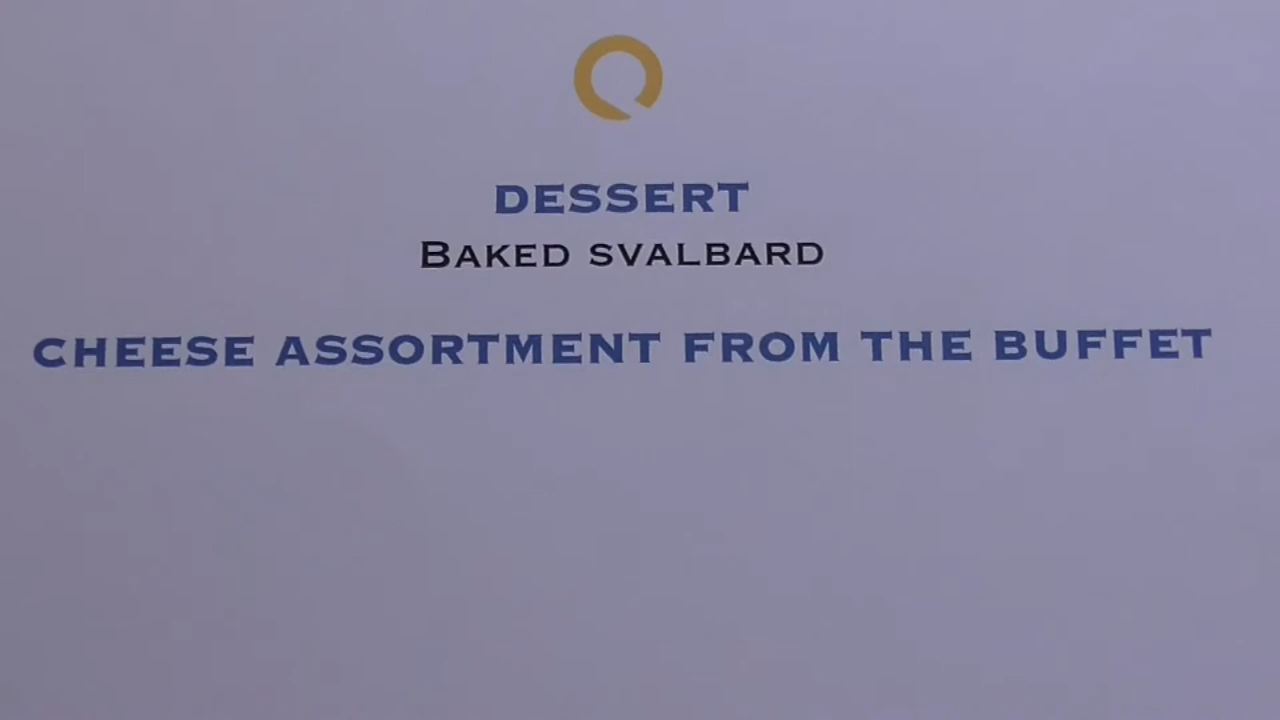 DESSERT
BAKED SVALBARD
CHEESE ASSORTMENT FROM THE BUFFET